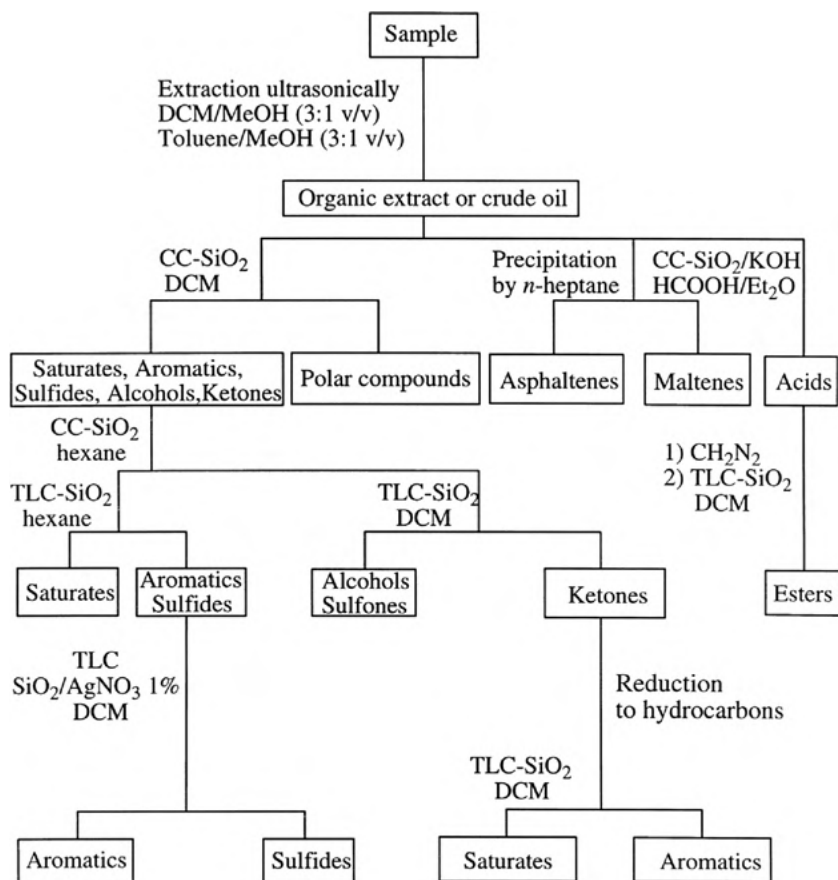 Sample
Extraction ultrasonically
DCM/MeOH (3:1 v/v)
Toluene/MeOH (3:1 v/v)
Organic extract or crude oil
CC-SiO₂
DCM
Precipitation
by n-heptane
CC-SiO₂/KOH
HCOOH/Et₂O
Saturates, Aromatics,
Sulfides, Alcohols,Ketones
Polar compounds
Asphaltenes
Maltenes
Acids
CC-SiO₂
hexane
1) CH₂N₂
2) TLC-SiO₂
DCM
TLC-SiO₂
hexane
TLC-SiO₂
DCM
Saturates
Aromatics
Sulfides
Alcohols
Sulfones
Ketones
Esters
TLC
SiO₂/AgNO₃ 1%
DCM
Reduction
to hydrocarbons
TLC-SiO₂
DCM
Aromatics
Sulfides
Saturates
Aromatics